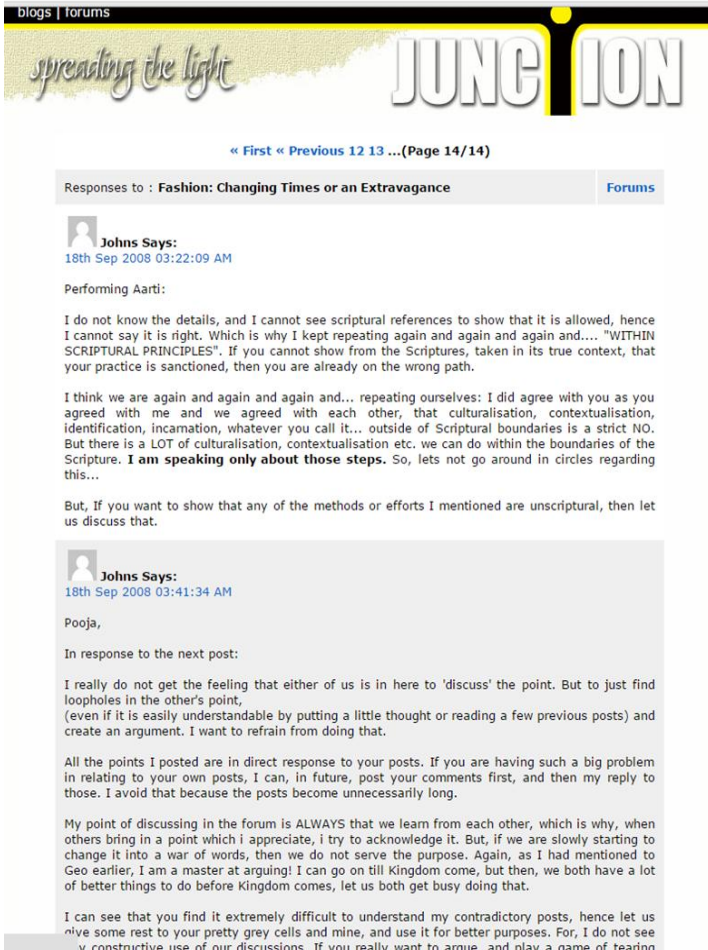 blogs | forums
spreading the light
JUNCTION
« First « Previous 12 13 ...(Page 14/14)
Responses to : Fashion: Changing Times or an Extravagance Forums
Johns Says:
18th Sep 2008 03:22:09 AM
Performing Aarti:
I do not know the details, and I cannot see scriptural references to show that it is allowed, hence
I cannot say it is right. Which is why I kept repeating again and again and again and.... "WITHIN
SCRIPTURAL PRINCIPLES". If you cannot show from the Scriptures, taken in its true context, that
your practice is sanctioned, then you are already on the wrong path.
I think we are again and again and again and... repeating ourselves: I did agree with you as you
agreed with me and we agreed with each other, that culturalisation, contextualisation,
identification, incarnation, whatever you call it... outside of Scriptural boundaries is a strict NO.
But there is a LOT of culturalisation, contextualisation etc. we can do within the boundaries of the
Scripture. I am speaking only about those steps. So, lets not go around in circles regarding
this...
But, If you want to show that any of the methods or efforts I mentioned are unscriptural, then let
us discuss that.
Johns Says:
18th Sep 2008 03:41:34 AM
Pooja,
In response to the next post:
I really do not get the feeling that either of us is in here to 'discuss' the point. But to just find
loopholes in the other's point,
(even if it is easily understandable by putting a little thought or reading a few previous posts) and
create an argument. I want to refrain from doing that.
All the points I posted are in direct response to your posts. If you are having such a big problem
in relating to your own posts, I can, in future, post your comments first, and then my reply to
those. I avoid that because the posts become unnecessarily long.
My point of discussing in the forum is ALWAYS that we learn from each other, which is why, when
others bring in a point which i appreciate, i try to acknowledge it. But, if we are slowly starting to
change it into a war of words, then we do not serve the purpose. Again, as I had mentioned to
Geo earlier, I am a master at arguing! I can go on till Kingdom come, but then, we both have a lot
of better things to do before Kingdom comes, let us both get busy doing that.
I can see that you find it extremely difficult to understand my contradictory posts, hence let us
give some rest to your pretty grey cells and mine, and use it for better purposes. For, I do not see
constructive use of our discussions. If you really want to argue, and play a game of tearing